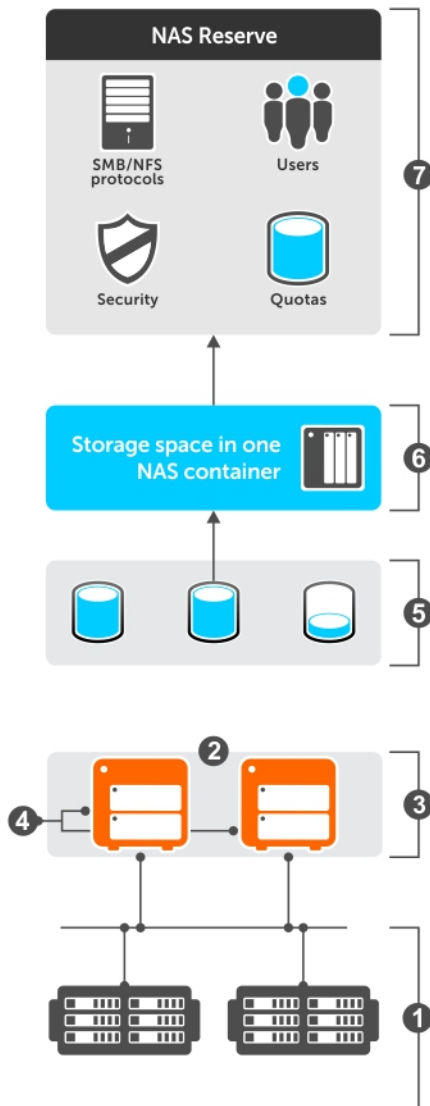 NAS Reserve
SMB/NFS
protocols
Users
7
Security
Quotas
Storage space in one
NAS container
6
5
2
3
4
1